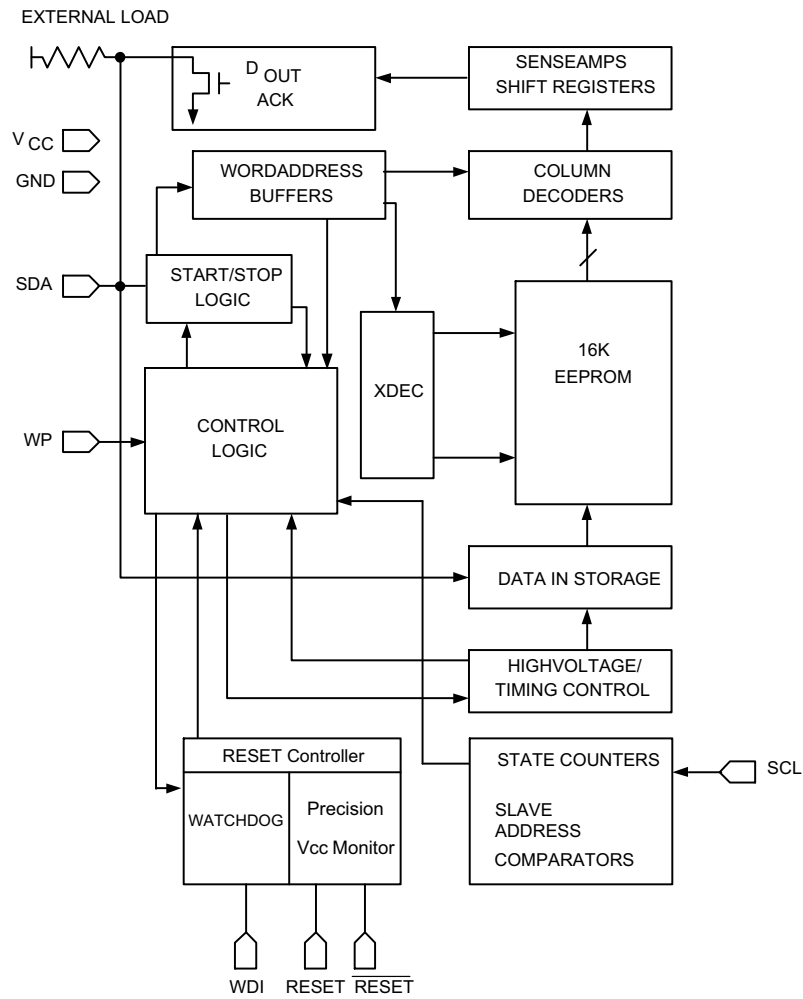 EXTERNAL LOAD
D OUT
ACK
SENSEAMPS
SHIFT REGISTERS
V CC
GND
WORDADDRESS
BUFFERS
COLUMN
DECODERS
SDA
START/STOP
LOGIC
XDEC
16K
EEPROM
WP
CONTROL
LOGIC
DATA IN STORAGE
HIGHVOLTAGE/
TIMING CONTROL
RESET Controller
WATCHDOG
Precision
Vcc Monitor
STATE COUNTERS
SLAVE
ADDRESS
COMPARATORS
SCL
WDI
RESET
RESET